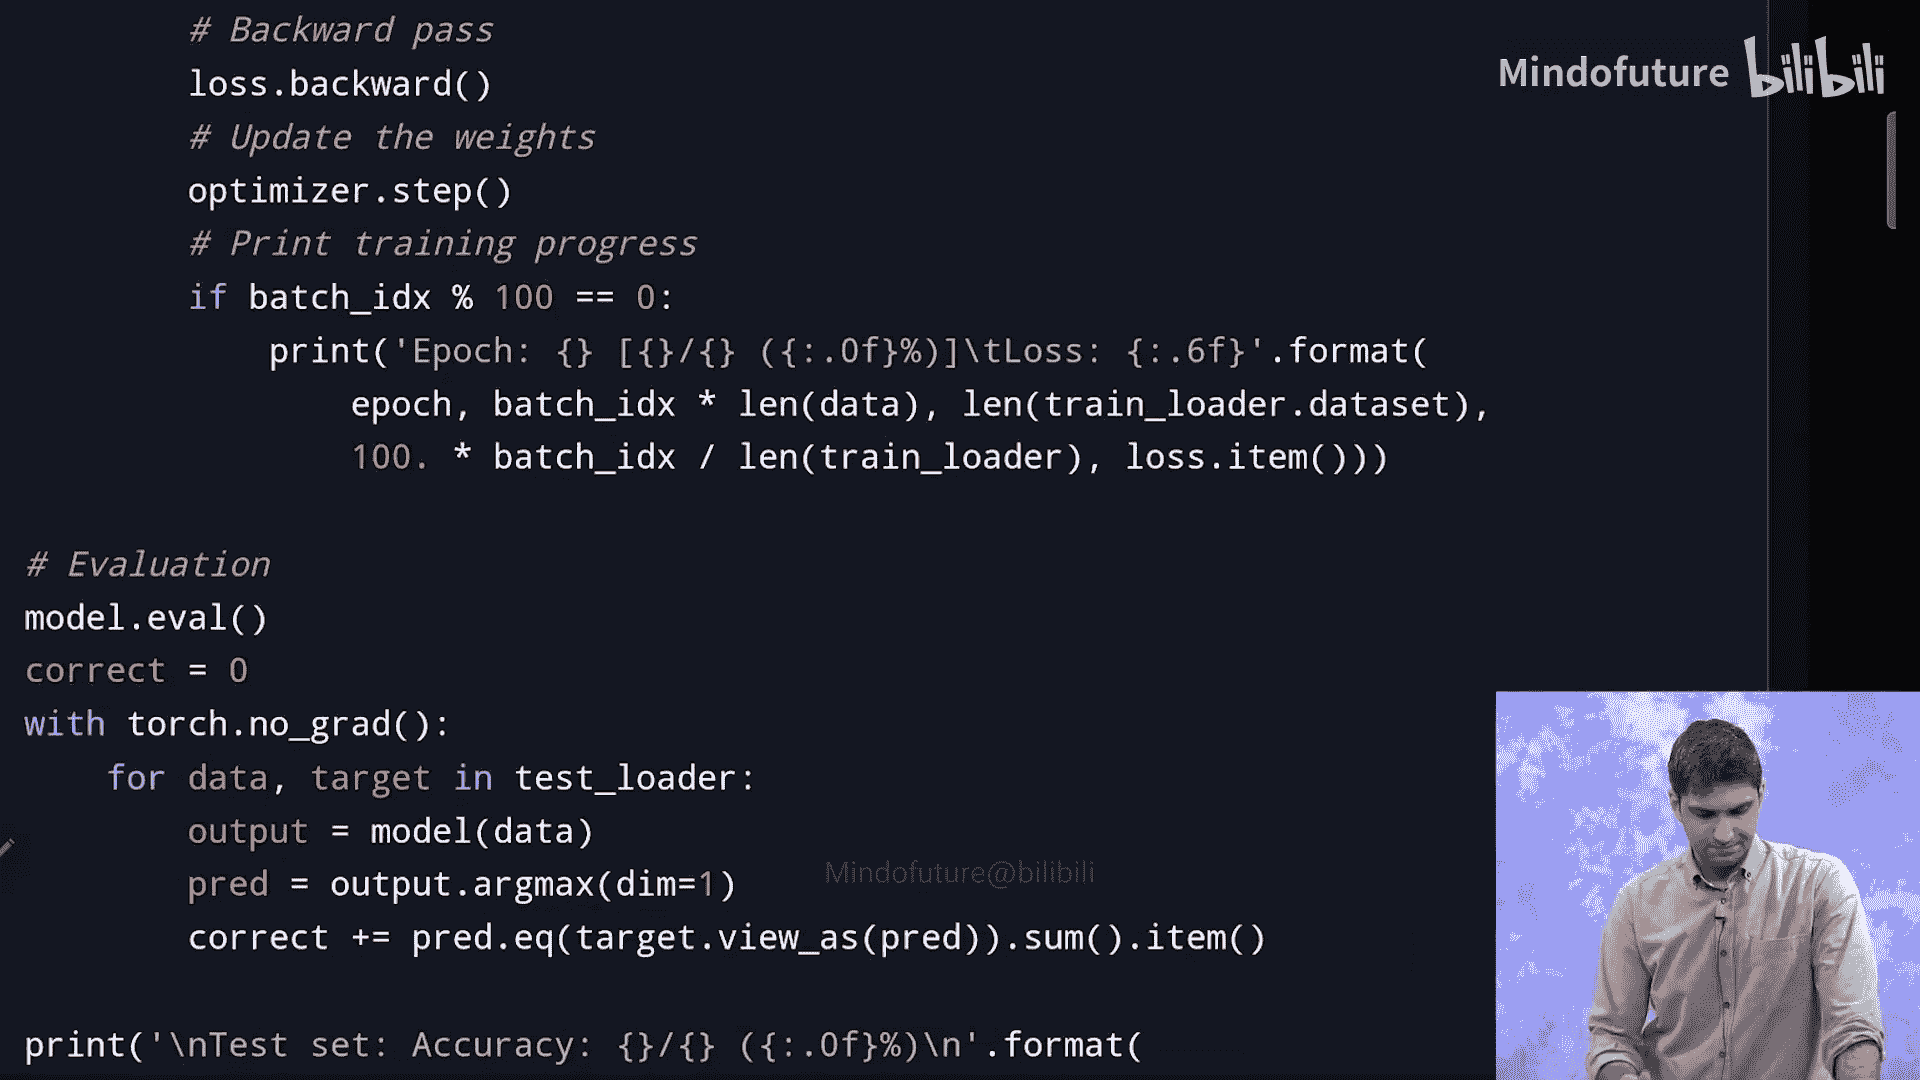 # Backward pass
Mindofuture bilibili
loss.backward()
# Update the weights
optimizer.step()
# Print training progress
if batch_idx % 100 == 0:
print('Epoch: {} [{}/{} ({:.0f}%)]\tLoss: {:.6f}'.format(
epoch, batch_idx * len(data), len(train_loader.dataset),
100. * batch_idx / len(train_loader), loss.item()))
# Evaluation
model.eval()
correct = 0
with torch.no_grad():
for data, target in test_loader:
output = model(data)
Mindofuture@bilibili
pred = output.argmax(dim=1)
correct += pred.eq(target.view_as(pred)).sum().item()
print('\nTest set: Accuracy: {}/{} ({:.0f}%)\n'.format(